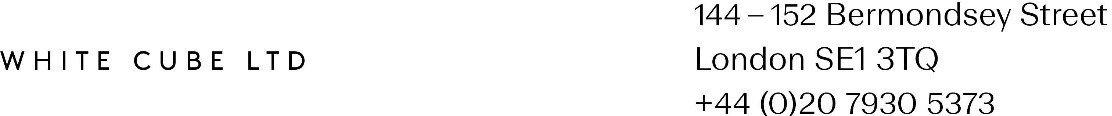 WHITE CUBE LTD
144 – 152 Bermondsey Street
London SE1 3TQ
+44 (0)20 7930 5373